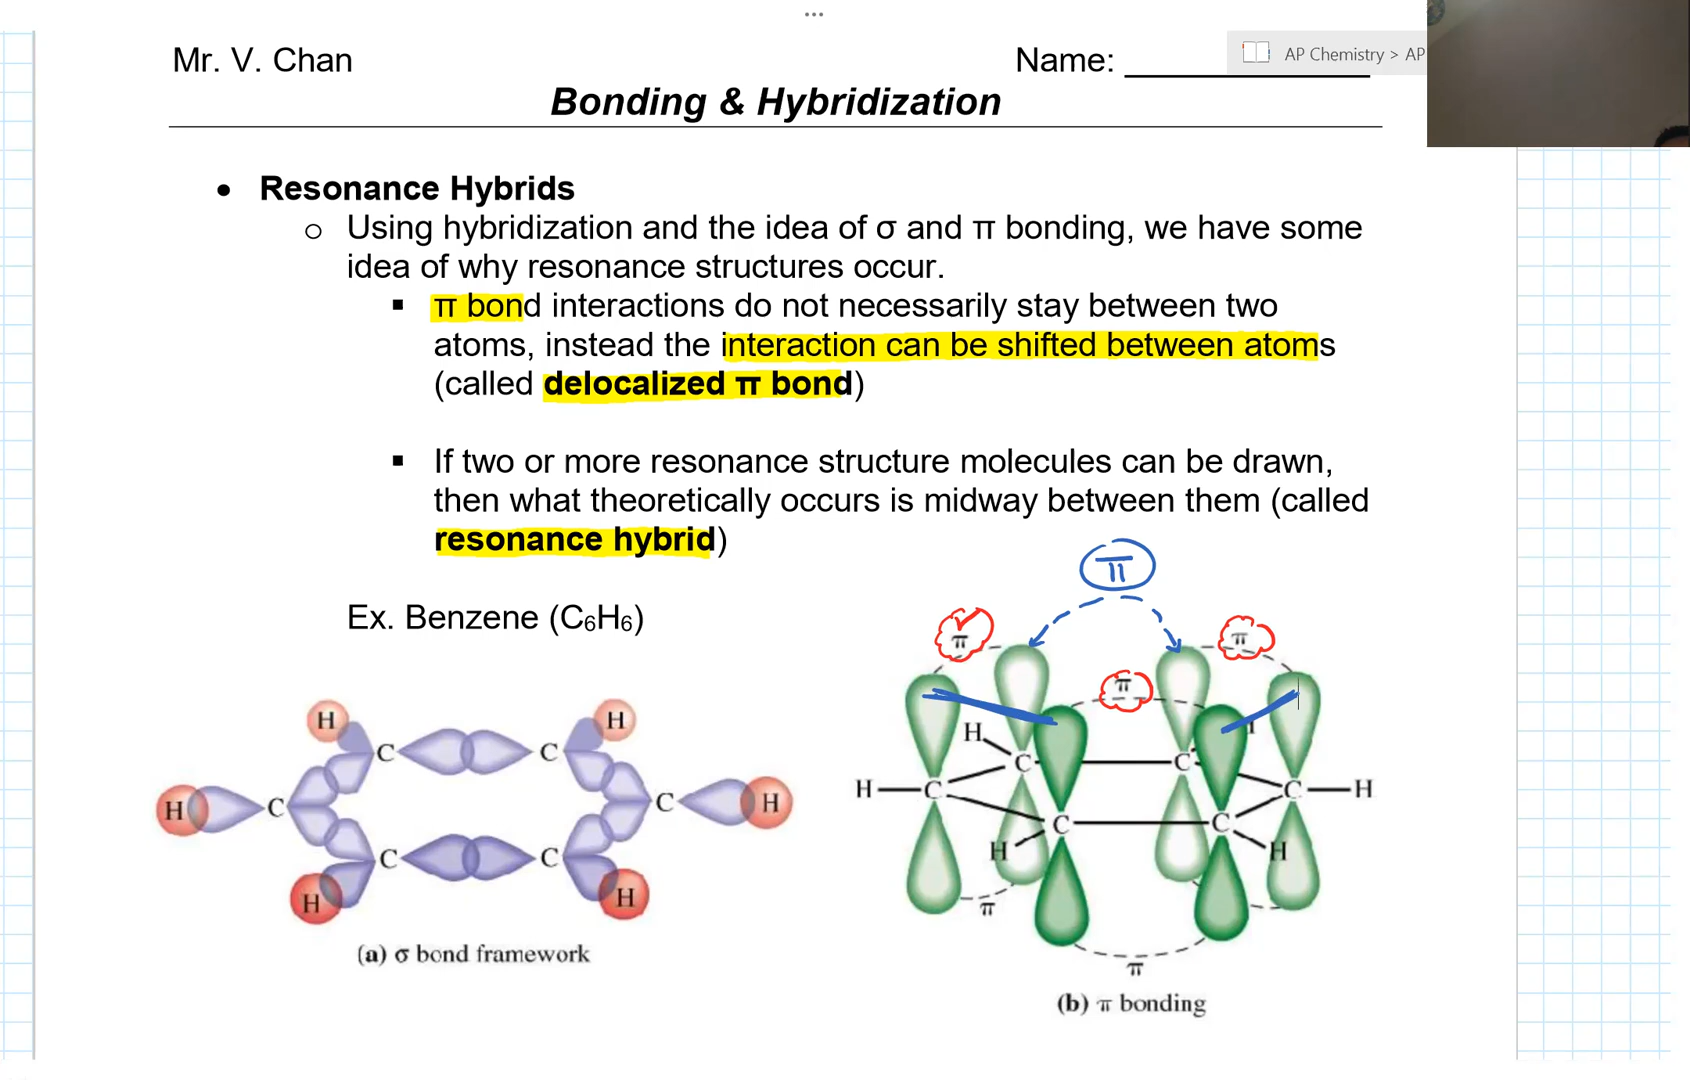 ...
Mr. V. Chan
Name:
AP Chemistry > AP
Bonding & Hybridization
• Resonance Hybrids
o Using hybridization and the idea of σ and π bonding, we have some
idea of why resonance structures occur.
▪ π bond interactions do not necessarily stay between two
atoms, instead the interaction can be shifted between atoms
(called delocalized π bond)
▪ If two or more resonance structure molecules can be drawn,
then what theoretically occurs is midway between them (called
resonance hybrid)
Ex. Benzene (C₆H₆)
H H
C C
H C C H
C C
H H
(a) σ bond framework
π
π π
π
H
C C
H C C H
C C
H H
π
π
(b) π bonding